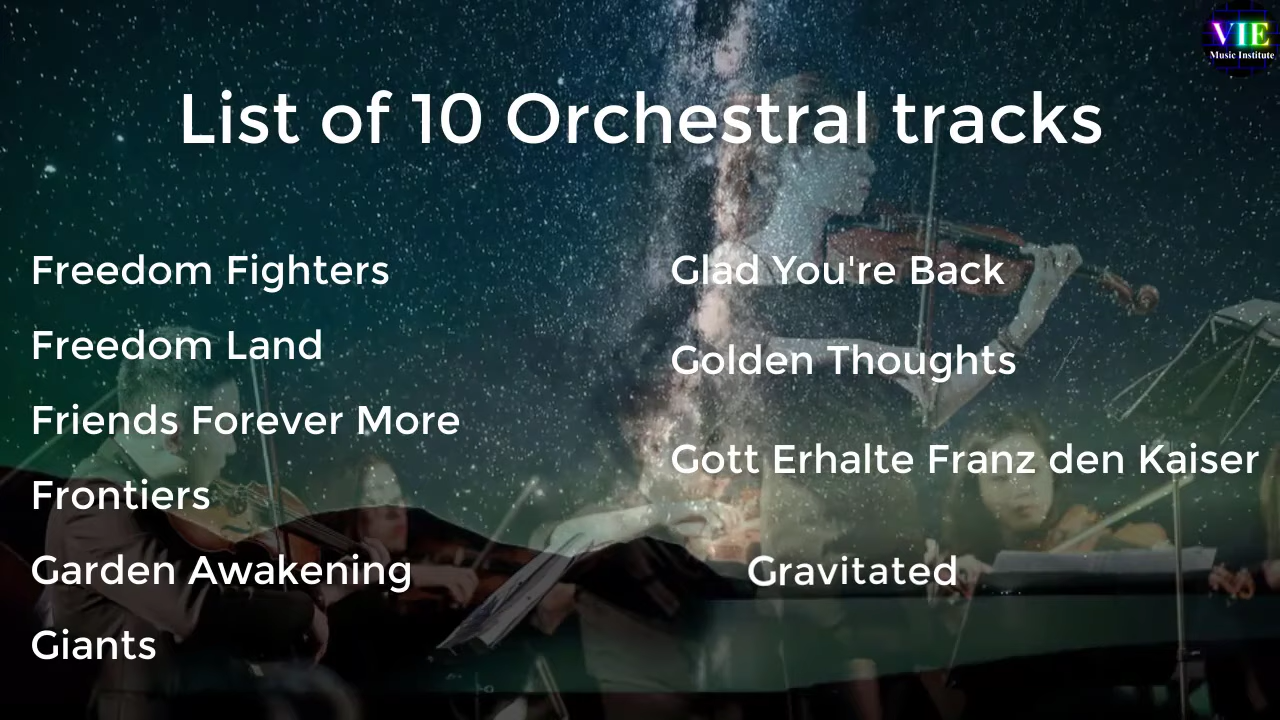 VIE
Music Institute
List of 10 Orchestral tracks
Freedom Fighters
Freedom Land
Friends Forever More
Frontiers
Garden Awakening
Giants
Glad You're Back
Golden Thoughts
Gott Erhalte Franz den Kaiser
Gravitated